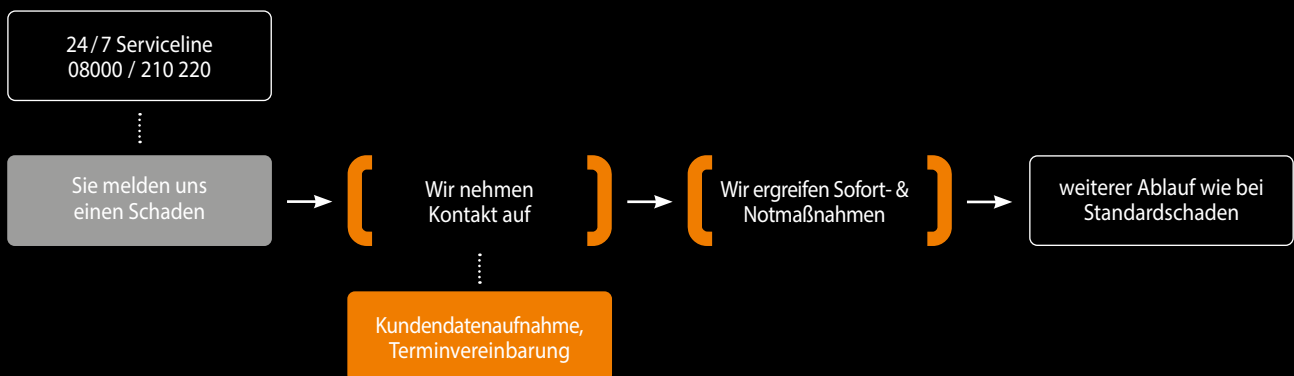 24/7 Serviceline
08000 / 210 220
Sie melden uns
einen Schaden
Wir nehmen
Kontakt auf
Wir ergreifen Sofort- &
Notmaßnahmen
weiterer Ablauf wie bei
Standardschaden
Kundendatenaufnahme,
Terminvereinbarung